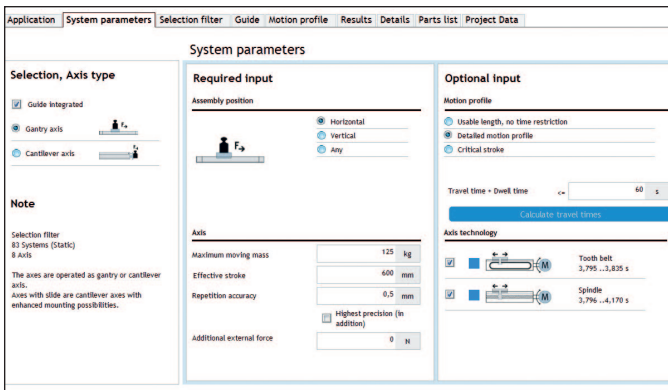 Application System parameters Selection filter Guide Motion profile Results Details Parts list Project Data
System parameters
Selection, Axis type
Guide integrated
Gantry axis
F→
Cantilever axis
Note
Selection filter
83 Systems (Static)
8 Axis
The axes are operated as gantry or cantilever
axis.
Axes with slide are cantilever axes with
enhanced mounting possibilities.
Required input
Assembly position
Horizontal
Vertical
Any
F→
Axis
Maximum moving mass 125 kg
Effective stroke 600 mm
Repetition accuracy 0,5 mm
Highest precision (in
addition)
Additional external force 0 N
Optional input
Motion profile
Usable length, no time restriction
Detailed motion profile
Critical stroke
Travel time + Dwell time <= 60 s
Calculate travel times
Axis technology
M
Tooth belt
3,795 ..3,835 s
M
Spindle
3,796 ..4,170 s